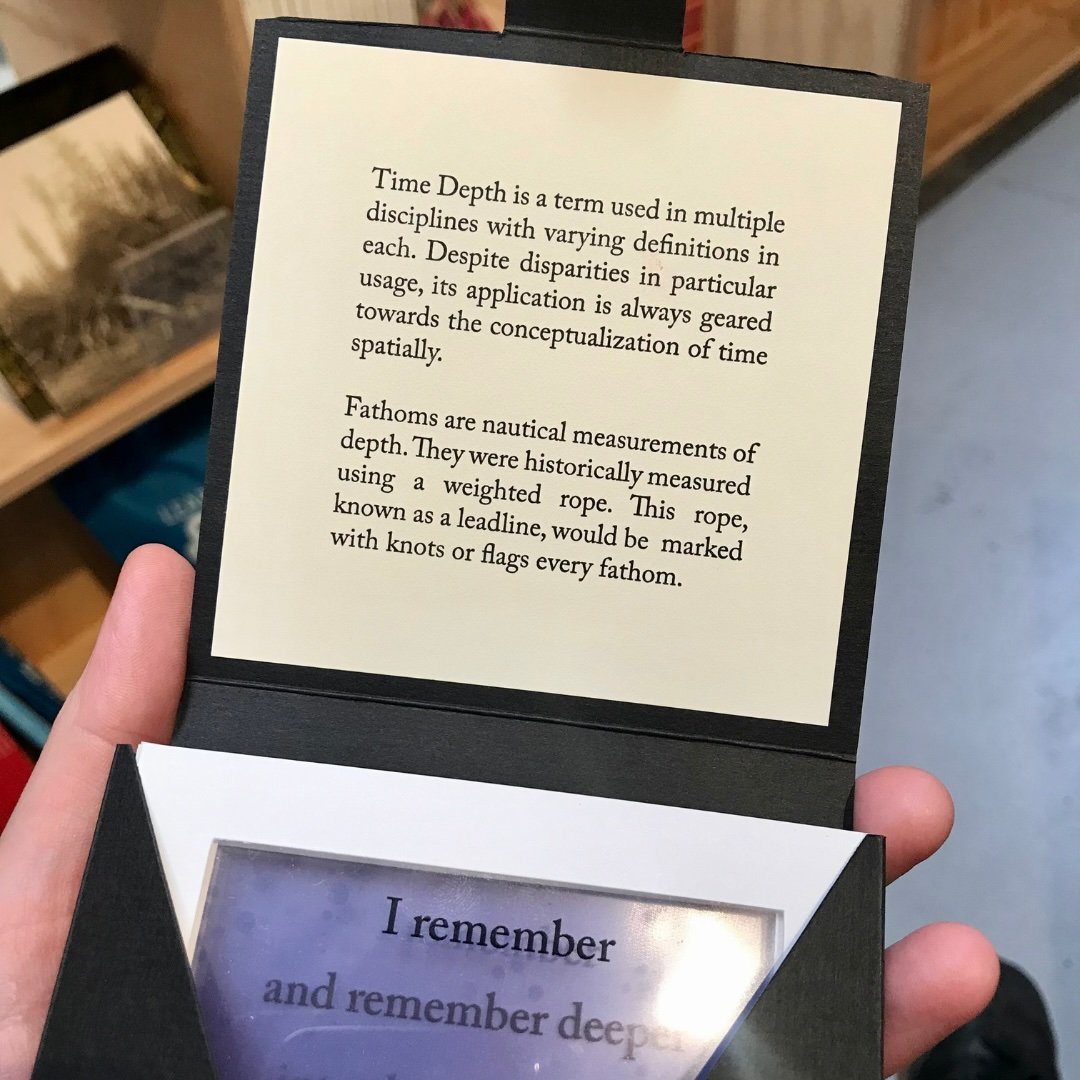 Time Depth is a term used in multiple
disciplines with varying definitions in
each. Despite disparities in particular
usage, its application is always geared
towards the conceptualization of time
spatially.
Fathoms are nautical measurements of
depth. They were historically measured
using a weighted rope. This rope,
known as a leadline, would be marked
with knots or flags every fathom.
I remember
and remember deeper